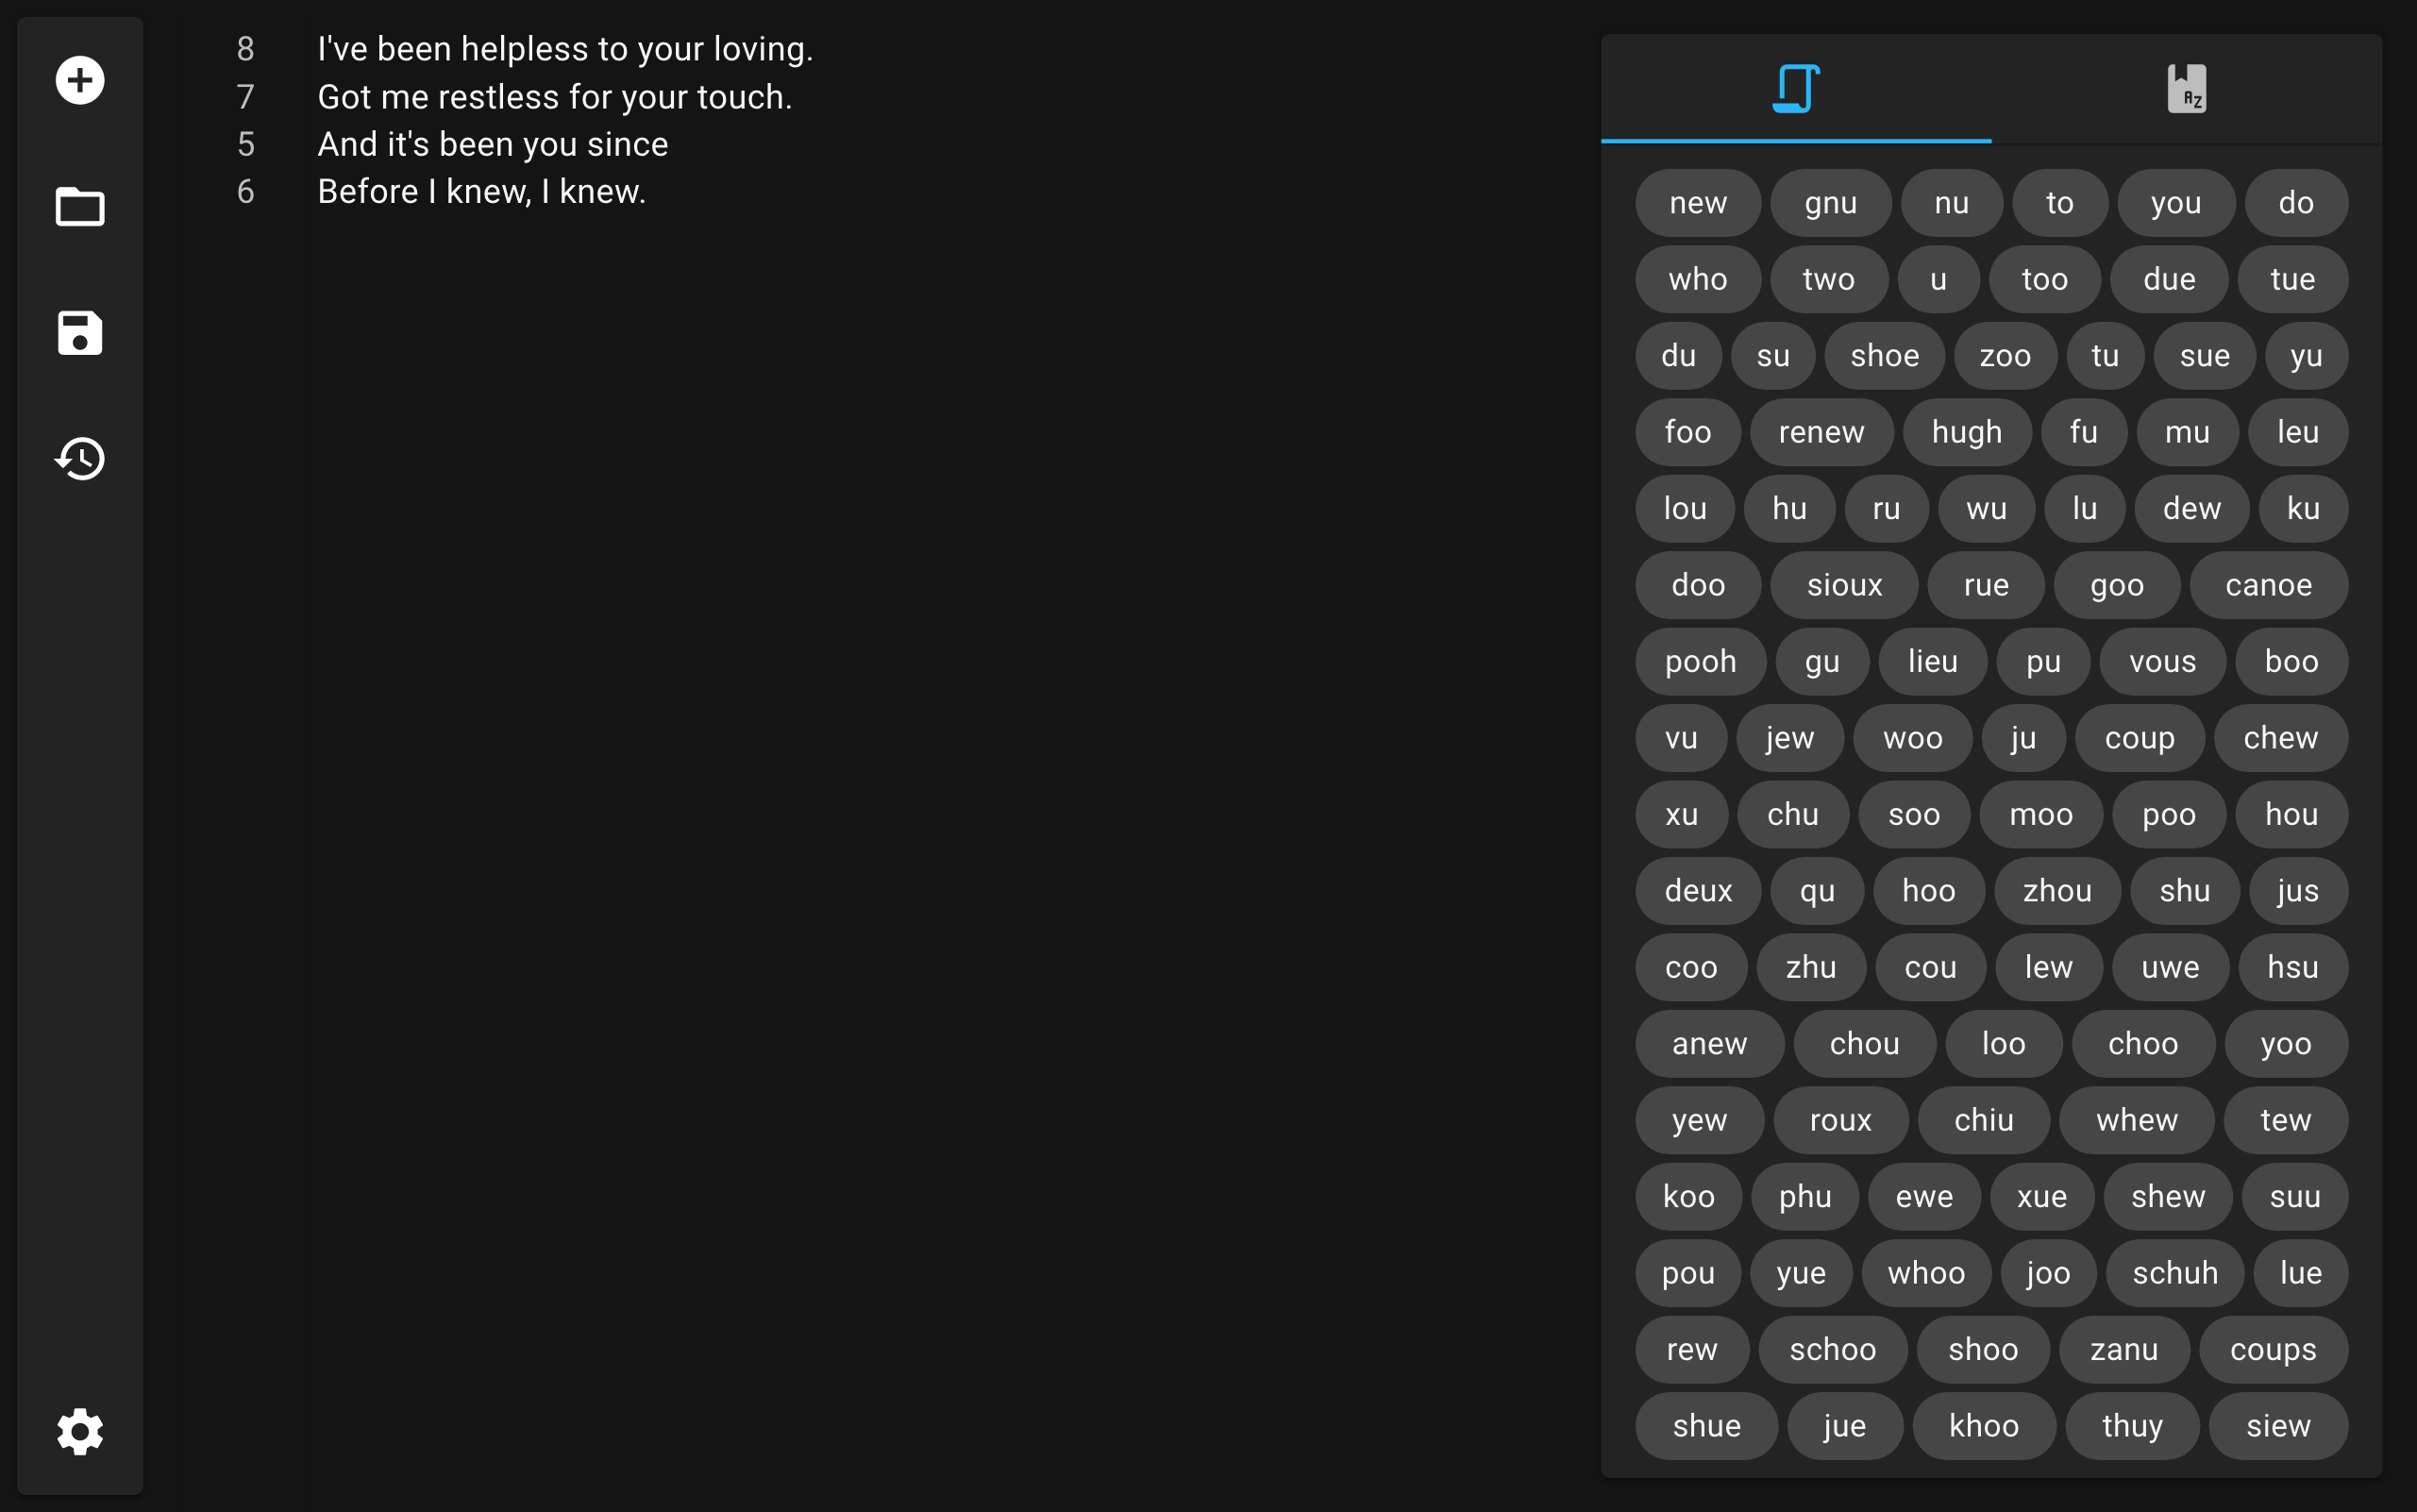 8 I've been helpless to your loving.
7 Got me restless for your touch.
5 And it's been you since
6 Before I knew, I knew.
AZ
new gnu nu to you do
who two u too due tue
du su shoe zoo tu sue yu
foo renew hugh fu mu leu
lou hu ru wu lu dew ku
doo sioux rue goo canoe
pooh gu lieu pu vous boo
vu jew woo ju coup chew
xu chu soo moo poo hou
deux qu hoo zhou shu jus
coo zhu cou lew uwe hsu
anew chou loo choo yoo
yew roux chiu whew tew
koo phu ewe xue shew suu
pou yue whoo joo schuh lue
rew schoo shoo zanu coups
shue jue khoo thuy siew